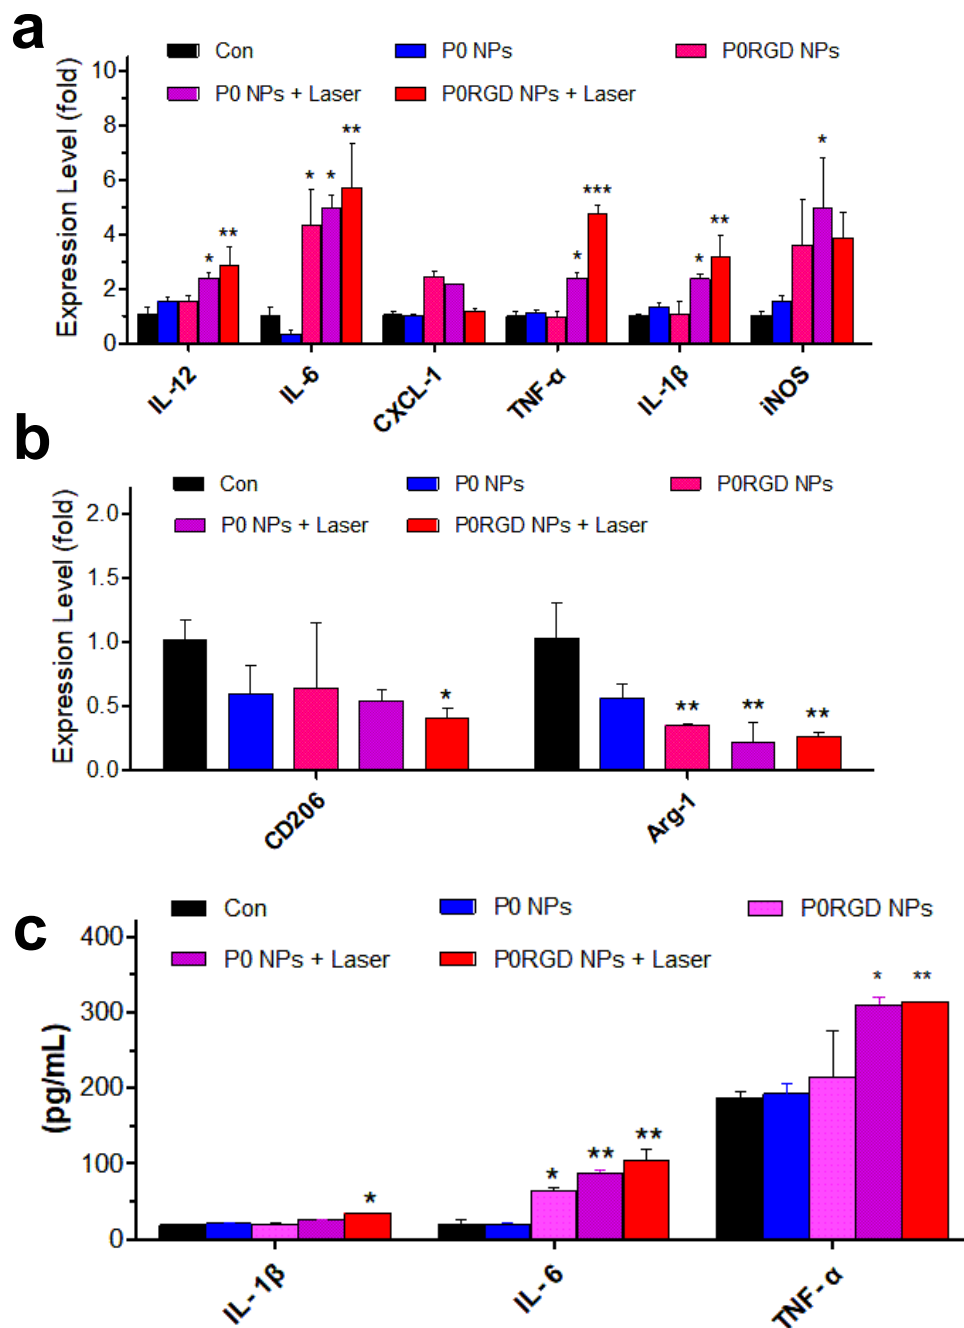 a
Con P0 NPs P0RGD NPs
P0 NPs + Laser P0RGD NPs + Laser
Expression Level (fold)
10
8
6
4
2
0
* ** * * ** * *** * ** *
IL-12 IL-6 CXCL-1 TNF-α IL-1β iNOS
b
Con P0 NPs P0RGD NPs
P0 NPs + Laser P0RGD NPs + Laser
Expression Level (fold)
2.0
1.5
1.0
0.5
0.0
* ** ** **
CD206 Arg-1
c
Con P0 NPs P0RGD NPs
P0 NPs + Laser P0RGD NPs + Laser
(pg/mL)
400
300
200
100
0
* * ** ** * **
IL-1β IL-6 TNF-α